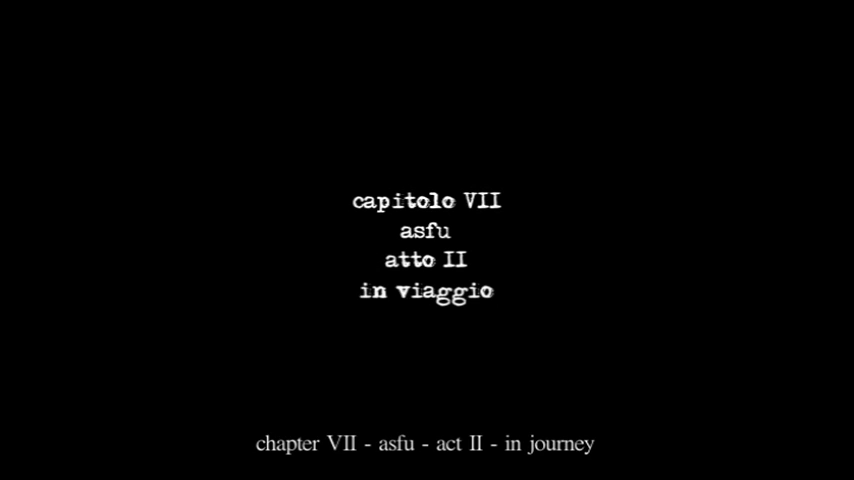 capitolo VII
asfu
atto II
in viaggio
chapter VII - asfu - act II - in journey